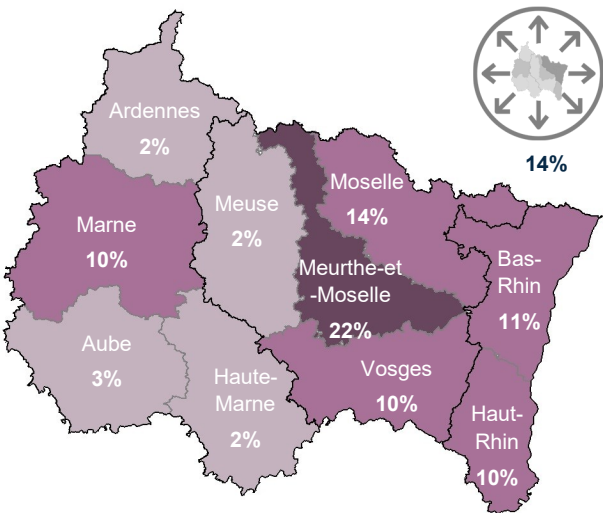 Ardennes
2%
14%
Moselle
14%
Meuse
2%
Marne
10%
Meurthe-et
-Moselle
22%
Bas-
Rhin
11%
Aube
3%
Haute-
Marne
2%
Vosges
10%
Haut-
Rhin
10%